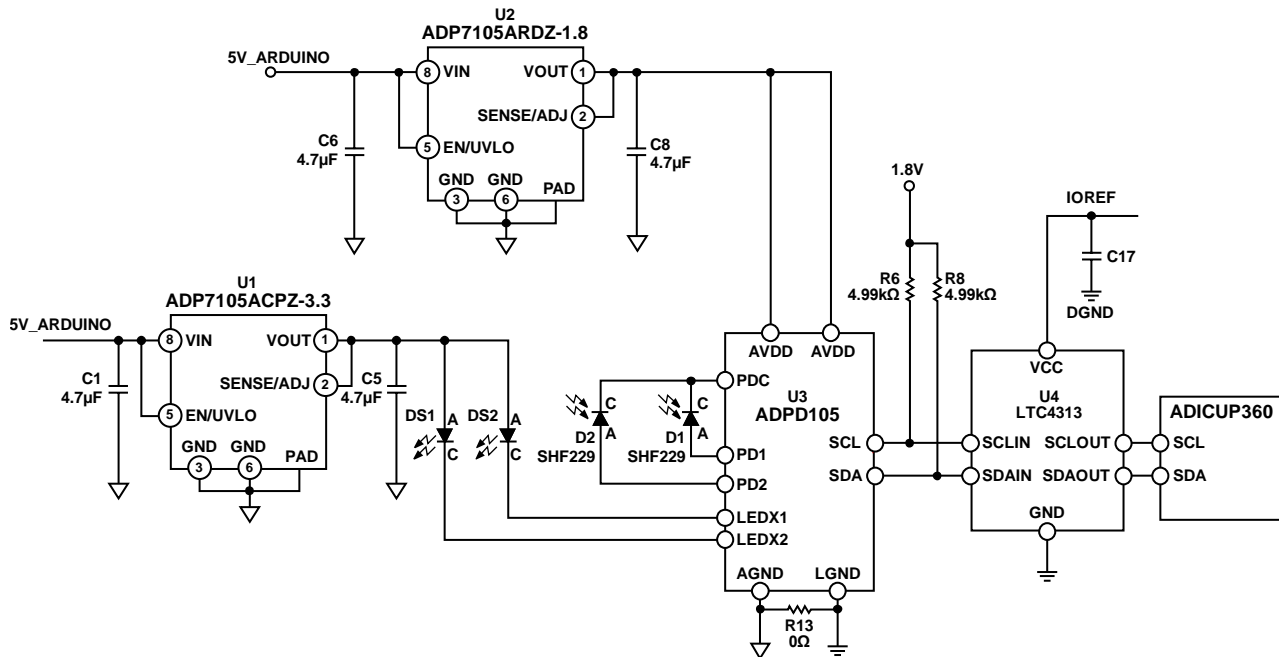 U2
ADP7105ARDZ-1.8
5V_ARDUINO
8
VIN
VOUT
1
SENSE/ADJ
2
C6
4.7µF
5
EN/UVLO
C8
4.7µF
GND
GND
PAD
3
6
1.8V
IOREF
C17
DGND
R6
4.99kΩ
R8
4.99kΩ
U1
ADP7105ACPZ-3.3
5V_ARDUINO
8
VIN
VOUT
1
SENSE/ADJ
2
C1
4.7µF
5
EN/UVLO
C5
4.7µF
GND
GND
PAD
3
6
DS1
A
C
DS2
A
C
C
A
D2
SHF229
C
A
D1
SHF229
AVDD
AVDD
PDC
U3
ADPD105
PD1
PD2
LEDX1
LEDX2
SCL
SDA
AGND
LGND
R13
0Ω
VCC
U4
LTC4313
SCLIN
SCLOUT
SDAIN
SDAOUT
GND
ADICUP360
SCL
SDA